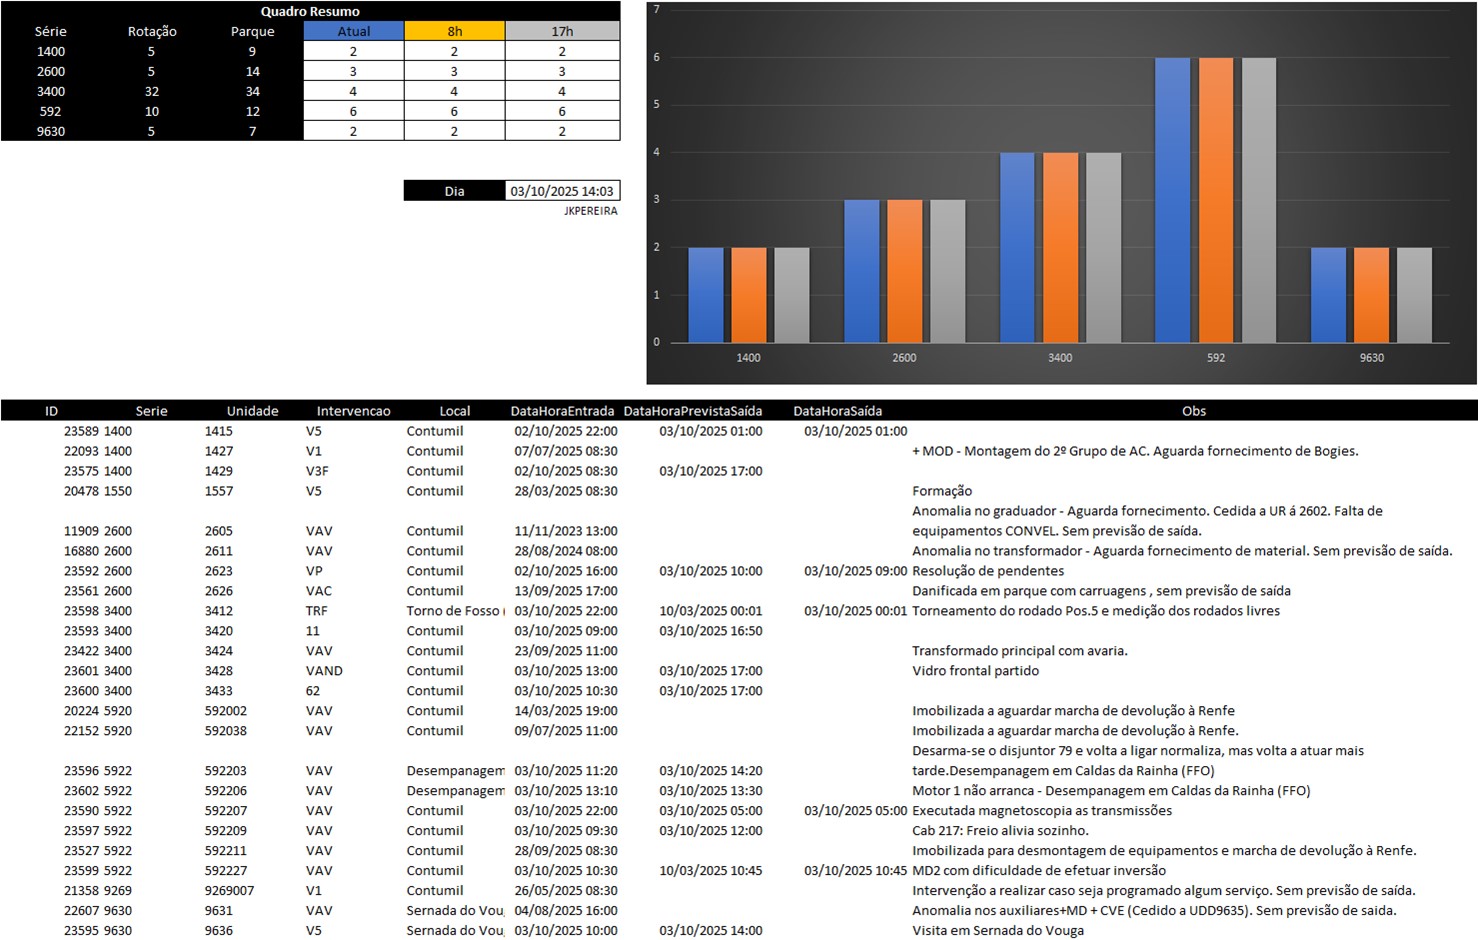 Quadro Resumo
Série Rotação Parque Atual 8h 17h
1400 5 9 2 2 2
2600 5 14 3 3 3
3400 32 34 4 4 4
592 10 12 6 6 6
9630 5 7 2 2 2
Dia 03/10/2025 14:03
JKPEREIRA
7
6
5
4
3
2
1
0
1400 2600 3400 592 9630
ID Serie Unidade Intervencao Local DataHoraEntrada DataHoraPrevistaSaída DataHoraSaída Obs
23589 1400 1415 V5 Contumil 02/10/2025 22:00 03/10/2025 01:00 03/10/2025 01:00
22093 1400 1427 V1 Contumil 07/07/2025 08:30 + MOD - Montagem do 2º Grupo de AC. Aguarda fornecimento de Bogies.
23575 1400 1429 V3F Contumil 02/10/2025 08:30 03/10/2025 17:00
20478 1550 1557 V5 Contumil 28/03/2025 08:30 Formação
Anomalia no graduador - Aguarda fornecimento. Cedida a UR á 2602. Falta de
11909 2600 2605 VAV Contumil 11/11/2023 13:00 equipamentos CONVEL. Sem previsão de saída.
16880 2600 2611 VAV Contumil 28/08/2024 08:00 Anomalia no transformador - Aguarda fornecimento de material. Sem previsão de saída.
23592 2600 2623 VP Contumil 02/10/2025 16:00 03/10/2025 10:00 03/10/2025 09:00 Resolução de pendentes
23561 2600 2626 VAC Contumil 13/09/2025 17:00 Danificada em parque com carruagens , sem previsão de saída
23598 3400 3412 TRF Torno de Fosso ( 03/10/2025 22:00 10/03/2025 00:01 03/10/2025 00:01 Torneamento do rodado Pos.5 e medição dos rodados livres
23593 3400 3420 11 Contumil 03/10/2025 09:00 03/10/2025 16:50
23422 3400 3424 VAV Contumil 23/09/2025 11:00 Transformado principal com avaria.
23601 3400 3428 VAND Contumil 03/10/2025 13:00 03/10/2025 17:00 Vidro frontal partido
23600 3400 3433 62 Contumil 03/10/2025 10:30 03/10/2025 17:00
20224 5920 592002 VAV Contumil 14/03/2025 19:00 Imobilizada a aguardar marcha de devolução à Renfe
22152 5920 592038 VAV Contumil 09/07/2025 11:00 Imobilizada a aguardar marcha de devolução à Renfe.
Desarma-se o disjuntor 79 e volta a ligar normaliza, mas volta a atuar mais
23596 5922 592203 VAV Desempanagem 03/10/2025 11:20 03/10/2025 14:20 tarde.Desempanagem em Caldas da Rainha (FFO)
23602 5922 592206 VAV Desempanagem 03/10/2025 13:10 03/10/2025 13:30 Motor 1 não arranca - Desempanagem em Caldas da Rainha (FFO)
23590 5922 592207 VAV Contumil 03/10/2025 22:00 03/10/2025 05:00 03/10/2025 05:00 Executada magnetoscopia as transmissões
23597 5922 592209 VAV Contumil 03/10/2025 09:30 03/10/2025 12:00 Cab 217: Freio alivia sozinho.
23527 5922 592211 VAV Contumil 28/09/2025 08:30 Imobilizada para desmontagem de equipamentos e marcha de devolução à Renfe.
23599 5922 592227 VAV Contumil 03/10/2025 10:30 10/03/2025 10:45 03/10/2025 10:45 MD2 com dificuldade de efetuar inversão
21358 9269 9269007 V1 Contumil 26/05/2025 08:30 Intervenção a realizar caso seja programado algum serviço. Sem previsão de saída.
22607 9630 9631 VAV Sernada do Vou 04/08/2025 16:00 Anomalia nos auxiliares+MD + CVE (Cedido a UDD9635). Sem previsão de saida.
23595 9630 9636 V5 Sernada do Vou 03/10/2025 10:00 03/10/2025 14:00 Visita em Sernada do Vouga